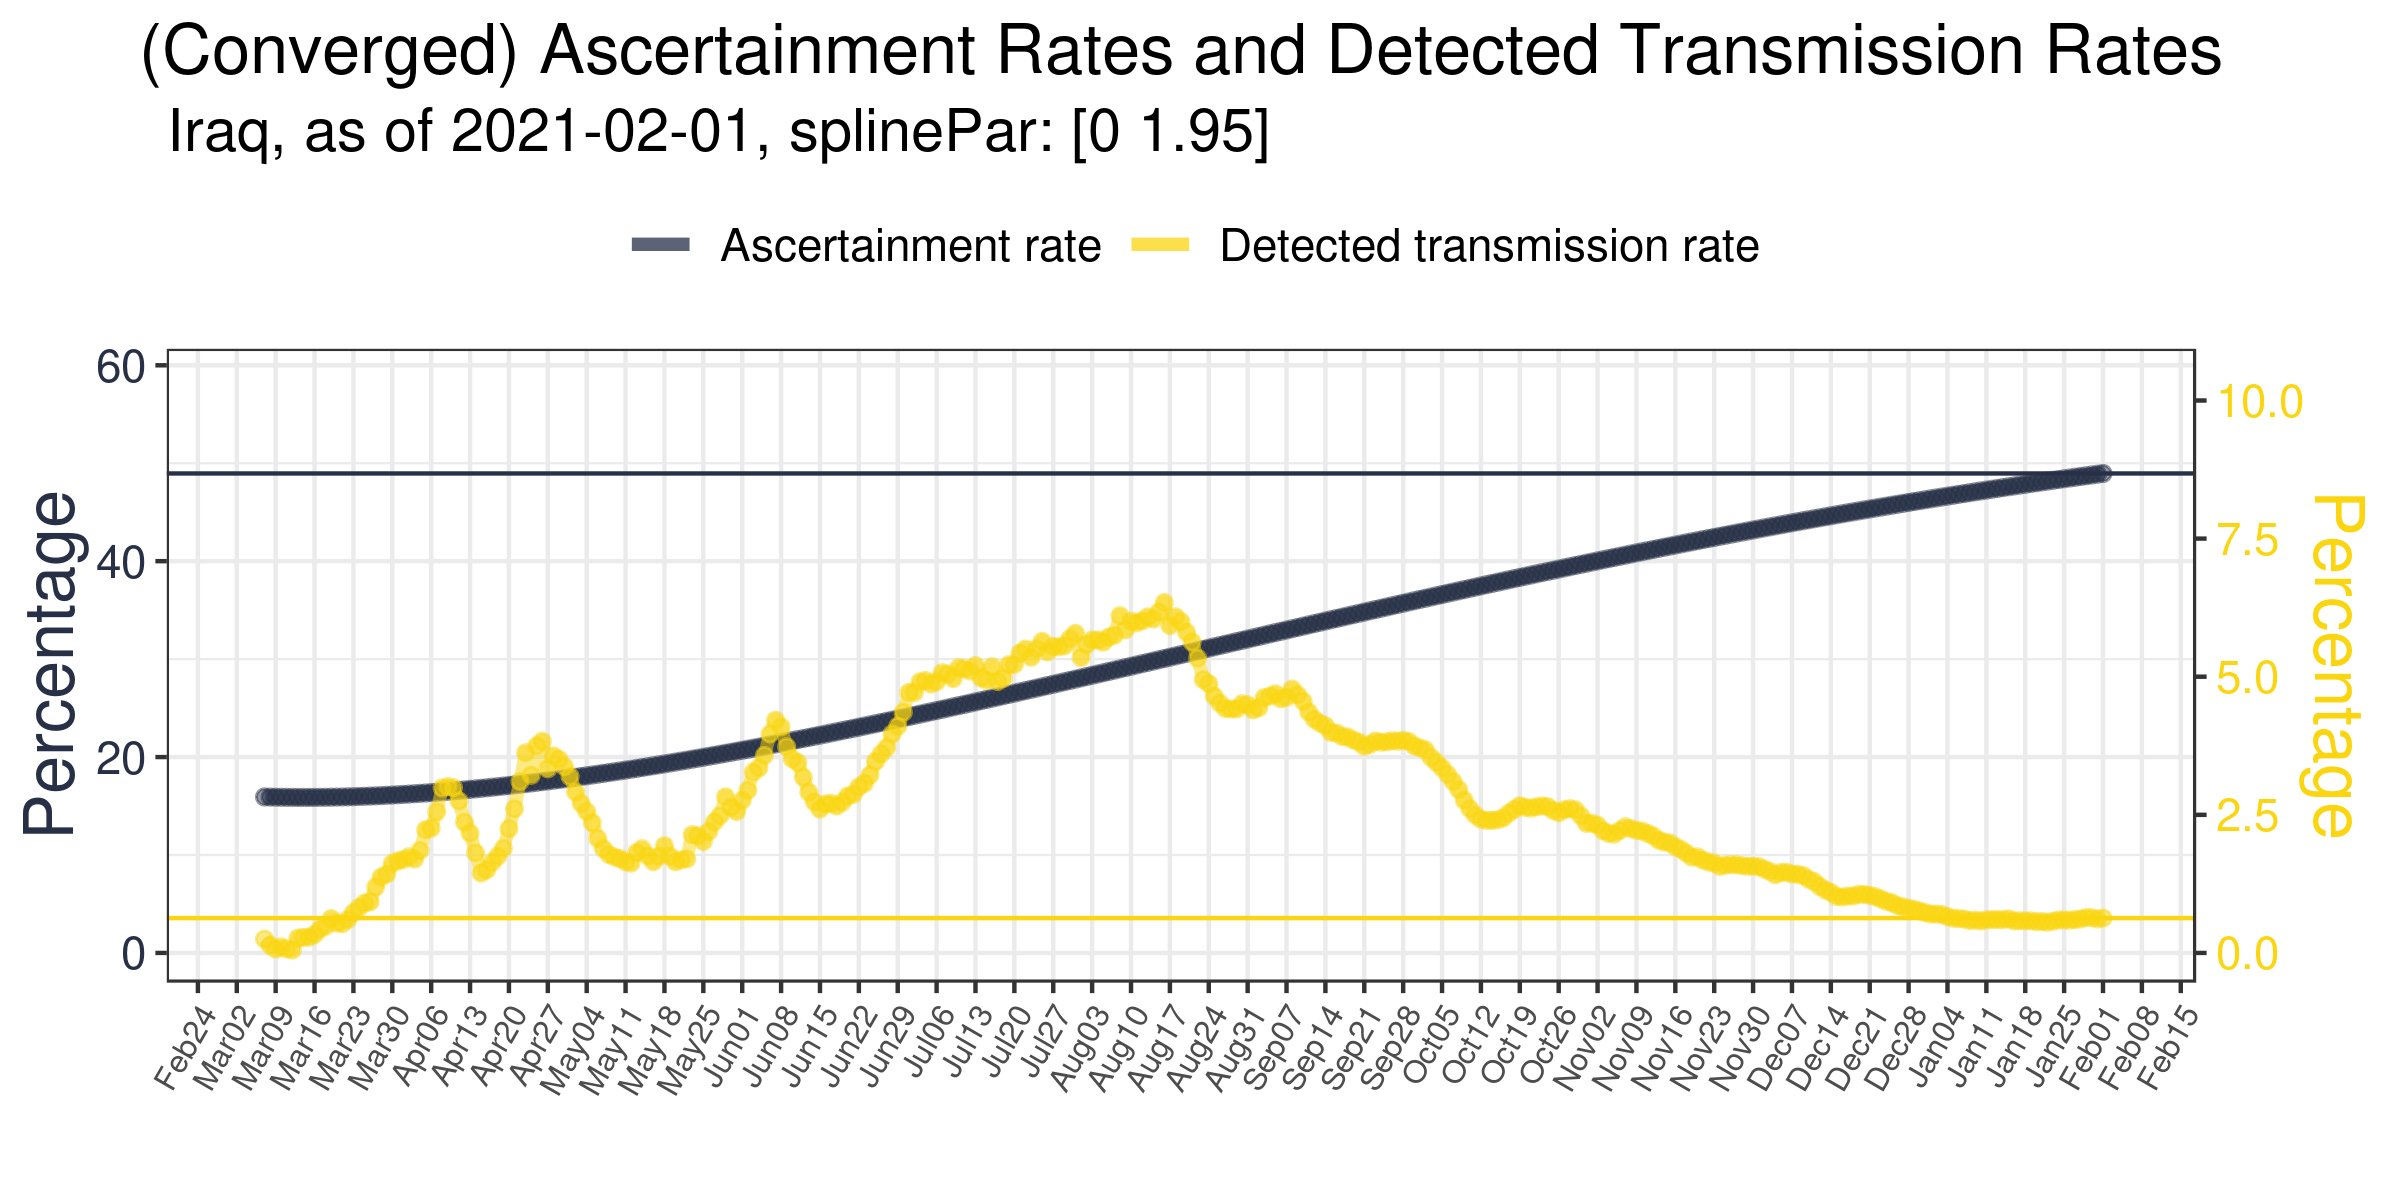 (Converged) Ascertainment Rates and Detected Transmission Rates
Iraq, as of 2021-02-01, splinePar: [0 1.95]
Ascertainment rate
Detected transmission rate
Percentage
60
40
20
0
10.0
7.5
5.0
2.5
0.0
Percentage
Feb24
Mar02
Mar09
Mar16
Mar23
Mar30
Apr06
Apr13
Apr20
Apr27
May04
May11
May18
May25
Jun01
Jun08
Jun15
Jun22
Jun29
Jul06
Jul13
Jul20
Jul27
Aug03
Aug10
Aug17
Aug24
Aug31
Sep07
Sep14
Sep21
Sep28
Oct05
Oct12
Oct19
Oct26
Nov02
Nov09
Nov16
Nov23
Nov30
Dec07
Dec14
Dec21
Dec28
Jan04
Jan11
Jan18
Jan25
Feb01
Feb08
Feb15